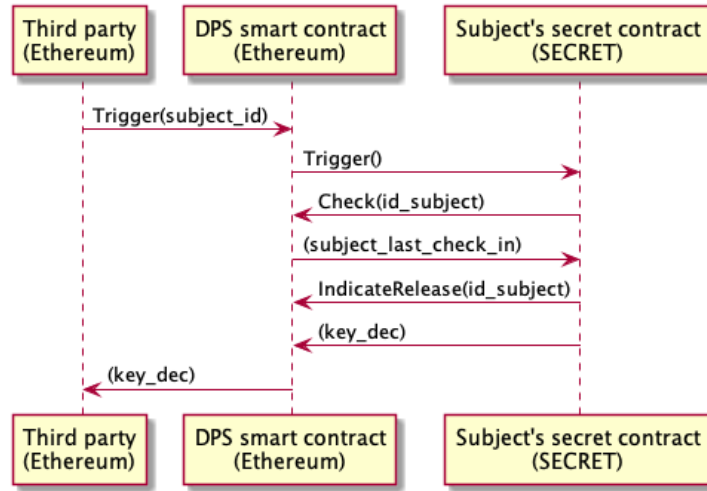 Third party
(Ethereum)
DPS smart contract
(Ethereum)
Subject's secret contract
(SECRET)
Trigger(subject_id)
Trigger()
Check(id_subject)
(subject_last_check_in)
IndicateRelease(id_subject)
(key_dec)
(key_dec)
Third party
(Ethereum)
DPS smart contract
(Ethereum)
Subject's secret contract
(SECRET)